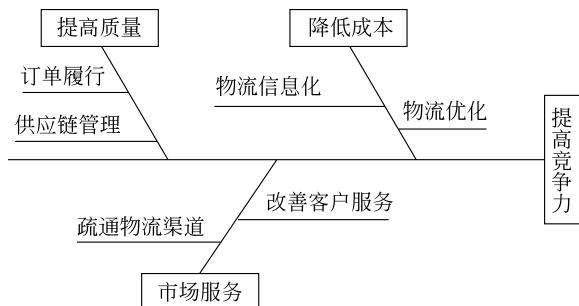 提高质量
降低成本
订单履行
物流信息化
供应链管理
物流优化
提高竞争力
改善客户服务
疏通物流渠道
市场服务